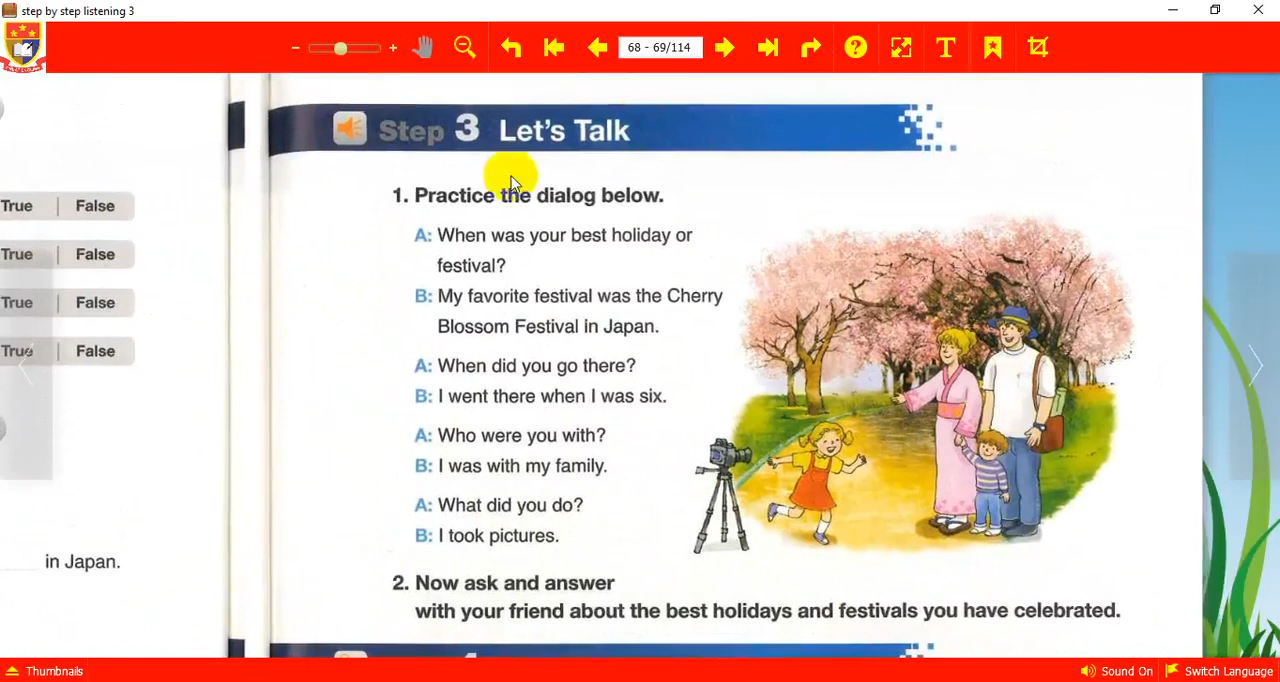 step by step listening 3
68 - 69/114
True | False
True | False
True | False
True | False
in Japan.
Step 3 Let's Talk
1. Practice the dialog below.
A: When was your best holiday or
festival?
B: My favorite festival was the Cherry
Blossom Festival in Japan.
A: When did you go there?
B: I went there when I was six.
A: Who were you with?
B: I was with my family.
A: What did you do?
B: I took pictures.
2. Now ask and answer
with your friend about the best holidays and festivals you have celebrated.
Thumbnails
Sound On
Switch Language